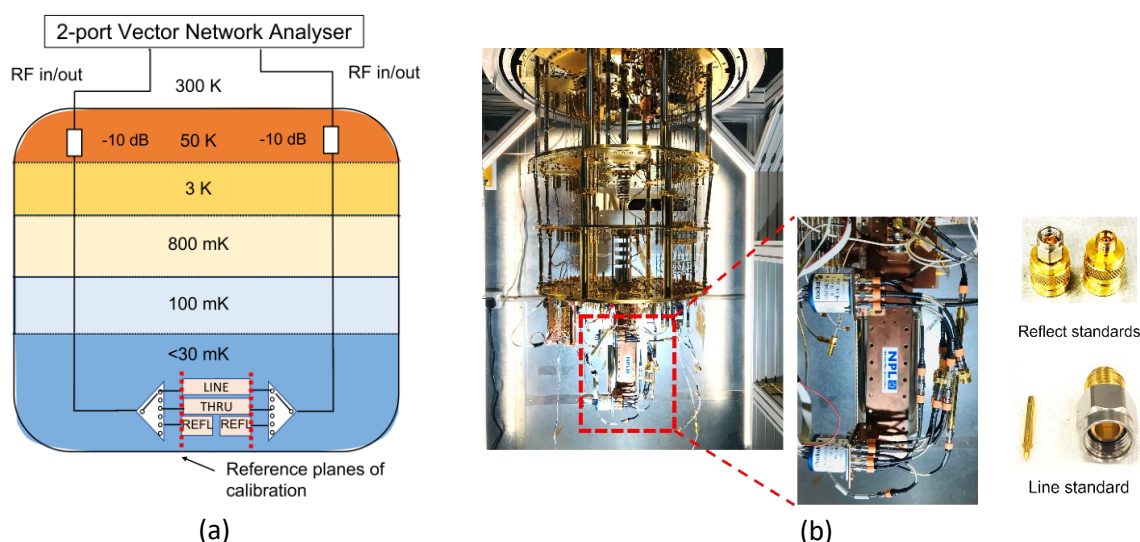 2-port Vector Network Analyser
RF in/out
RF in/out
300 K
-10 dB
50 K
-10 dB
3 K
800 mK
100 mK
<30 mK
LINE
THRU
REFL
REFL
Reference planes of
calibration
(a)
NPL
NPL
Reflect standards
Line standard
(b)